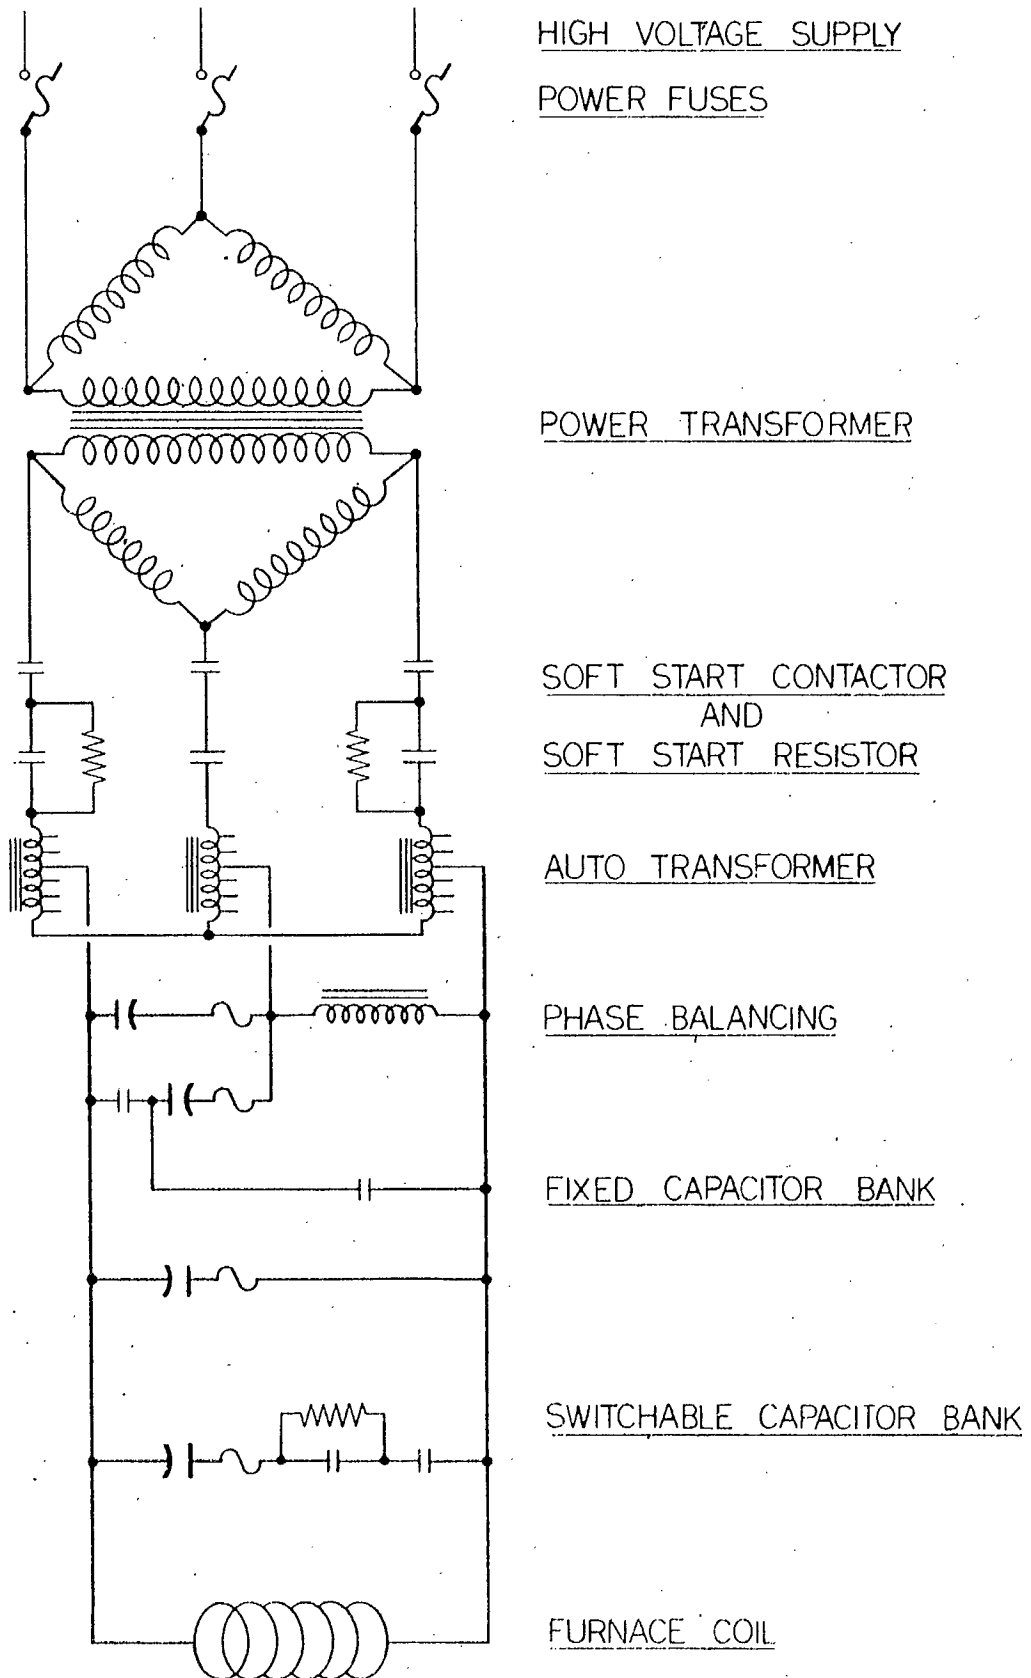 HIGH VOLTAGE SUPPLY
POWER FUSES
POWER TRANSFORMER
SOFT START CONTACTOR
AND
SOFT START RESISTOR
AUTO TRANSFORMER
PHASE BALANCING
FIXED CAPACITOR BANK
SWITCHABLE CAPACITOR BANK
FURNACE COIL